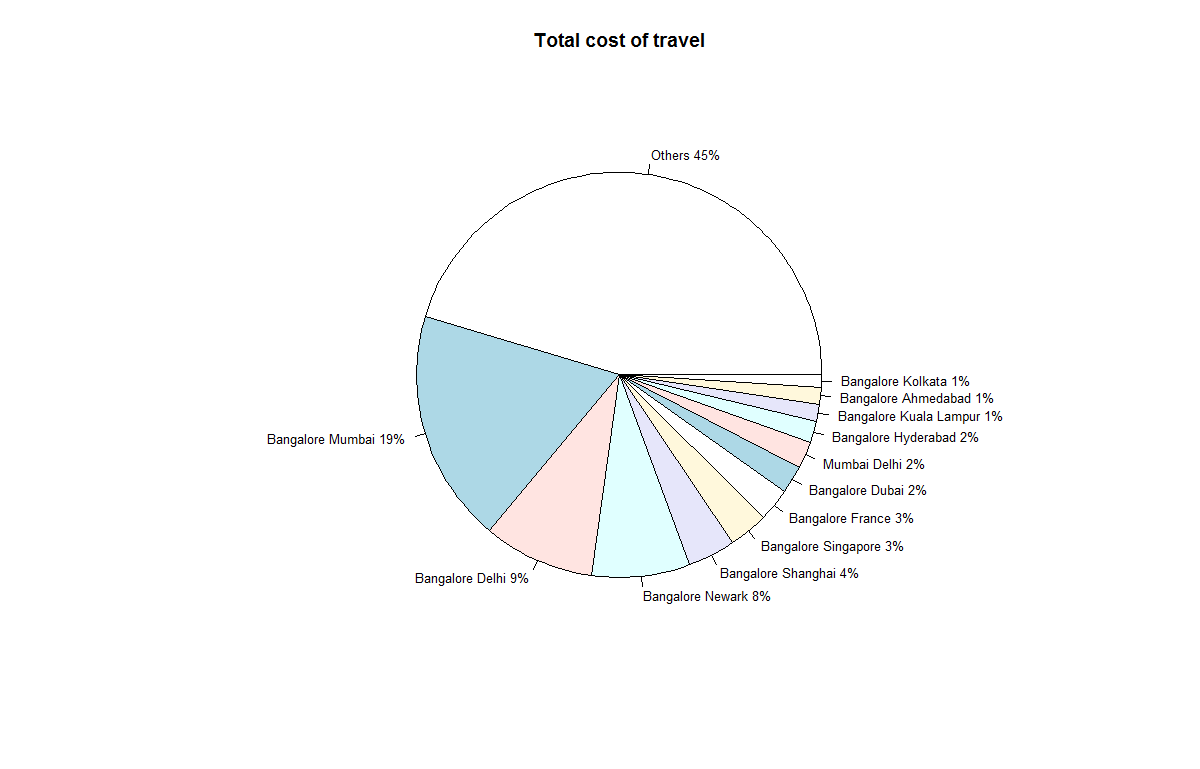 Total cost of travel
Others 45%
Bangalore Kolkata 1%
Bangalore Ahmedabad 1%
Bangalore Kuala Lampur 1%
Bangalore Hyderabad 2%
Bangalore Mumbai 19%
Mumbai Delhi 2%
Bangalore Dubai 2%
Bangalore France 3%
Bangalore Singapore 3%
Bangalore Shanghai 4%
Bangalore Delhi 9%
Bangalore Newark 8%